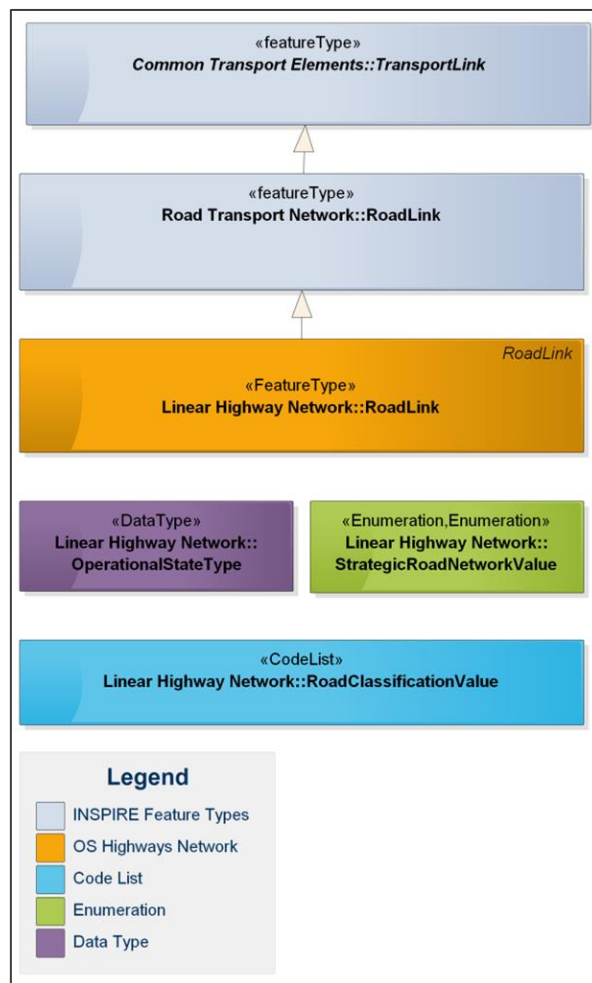 «featureType»
Common Transport Elements::TransportLink
«featureType»
Road Transport Network::RoadLink
RoadLink
«FeatureType»
Linear Highway Network::RoadLink
«DataType»
Linear Highway Network::
OperationalStateType
«Enumeration,Enumeration»
Linear Highway Network::
StrategicRoadNetworkValue
«CodeList»
Linear Highway Network::RoadClassificationValue
Legend
INSPIRE Feature Types
OS Highways Network
Code List
Enumeration
Data Type